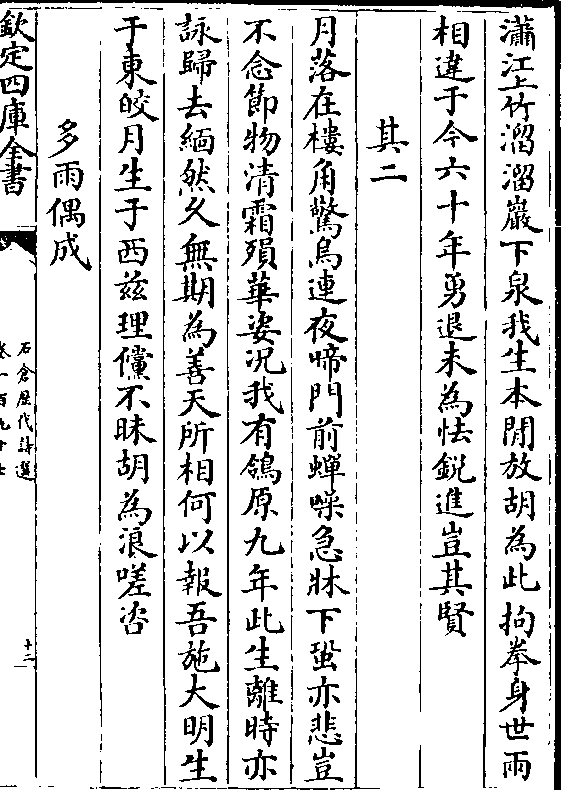 瀟江上竹溜溜巖下泉我生本閒放胡為此拘拳身世兩
相違于今六十年勇退未為怯鋭進豈其賢
其二
月落在樓角驚烏連夜啼門前蟬噪急牀下蛩亦悲豈
不念節物清霜殞華姿况我有鴒原九年此生離時亦
詠歸去緬然久無期為善天所相何以報吾施大明生
于東皎月生于西兹理儻不昧胡為浪嗟咨
多雨偶成
欽定四庫全書
石倉歷代詩選
卷一百九十七
十三